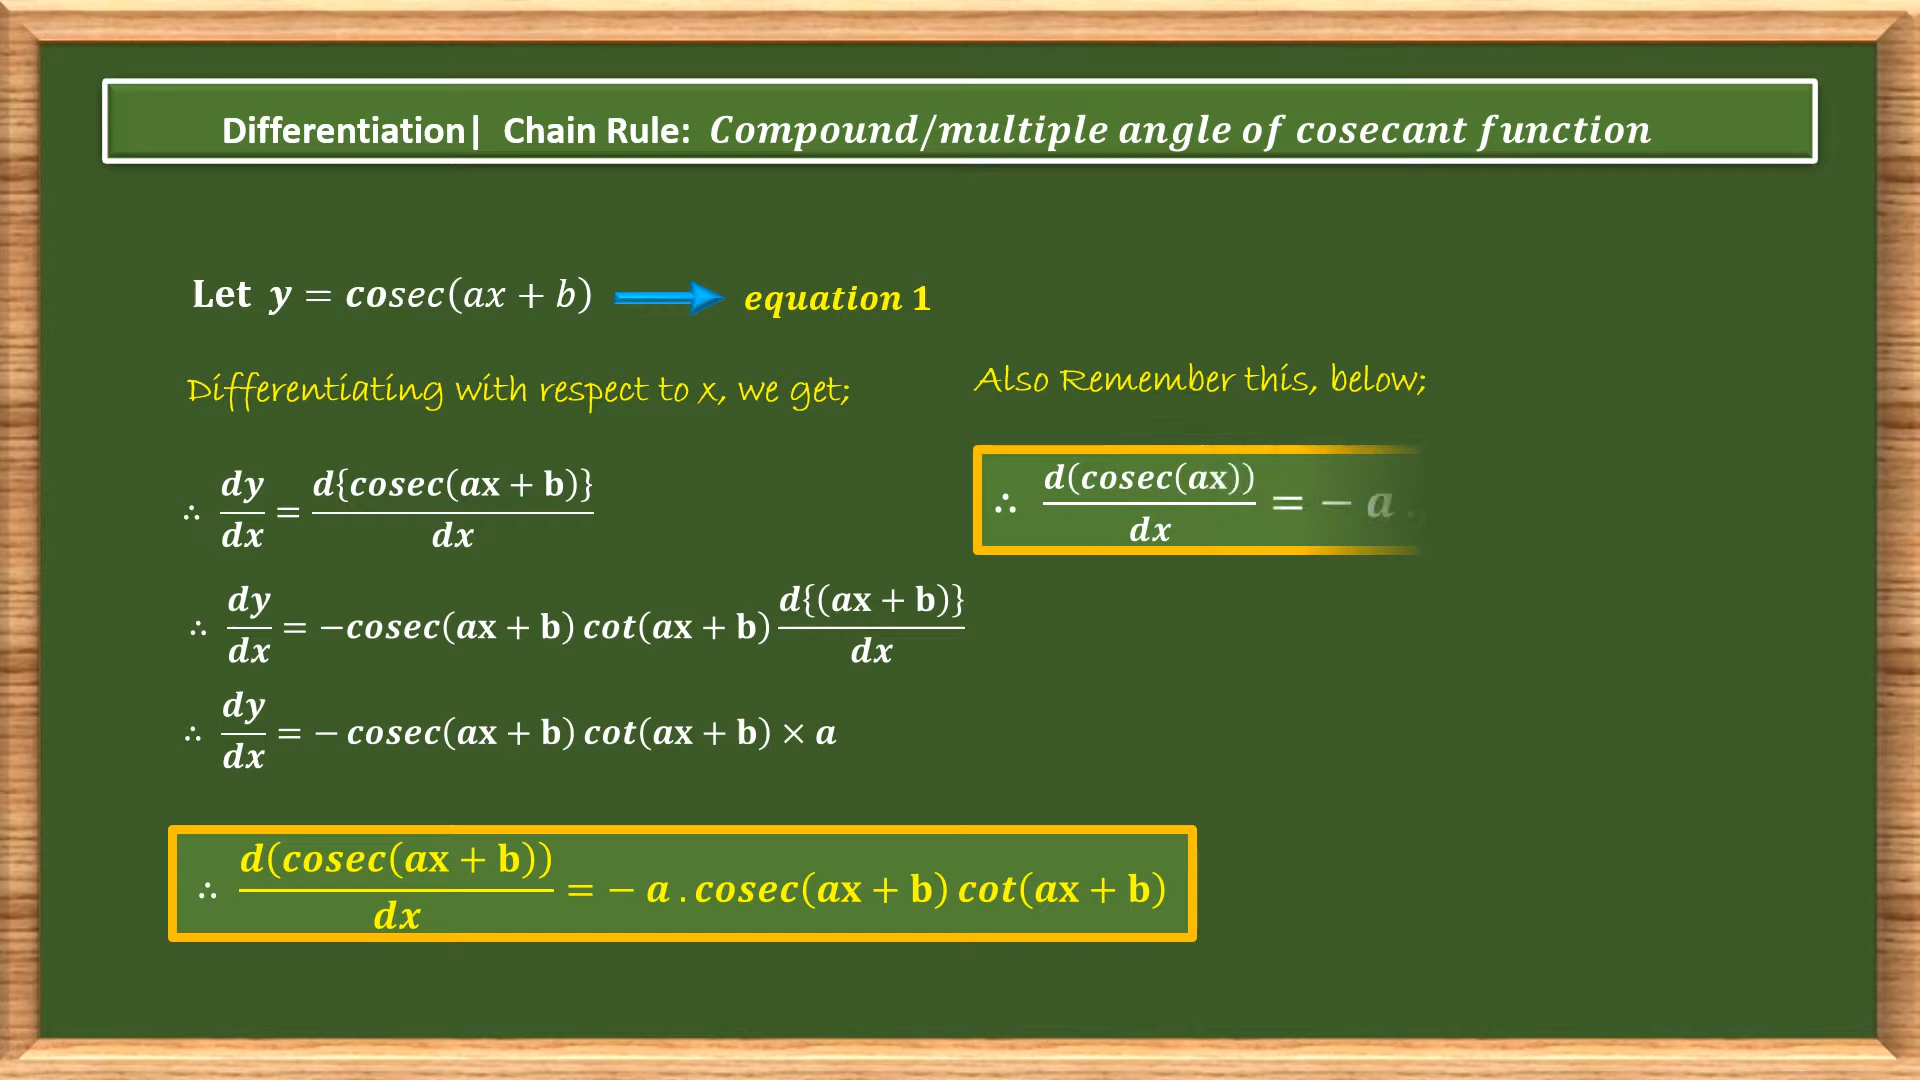 Differentiation| Chain Rule: Compound/multiple angle of cosecant function
Let y = cosec(ax + b) equation 1
Differentiating with respect to x, we get;
∴ dy/dx = d{cosec(ax + b)}/dx
∴ dy/dx = −cosec(ax + b) cot(ax + b) d{(ax + b)}/dx
∴ dy/dx = − cosec(ax + b) cot(ax + b) × a
∴ d(cosec(ax + b))/dx = − a . cosec(ax + b) cot(ax + b)
Also Remember this, below;
∴ d(cosec(ax))/dx = − a .